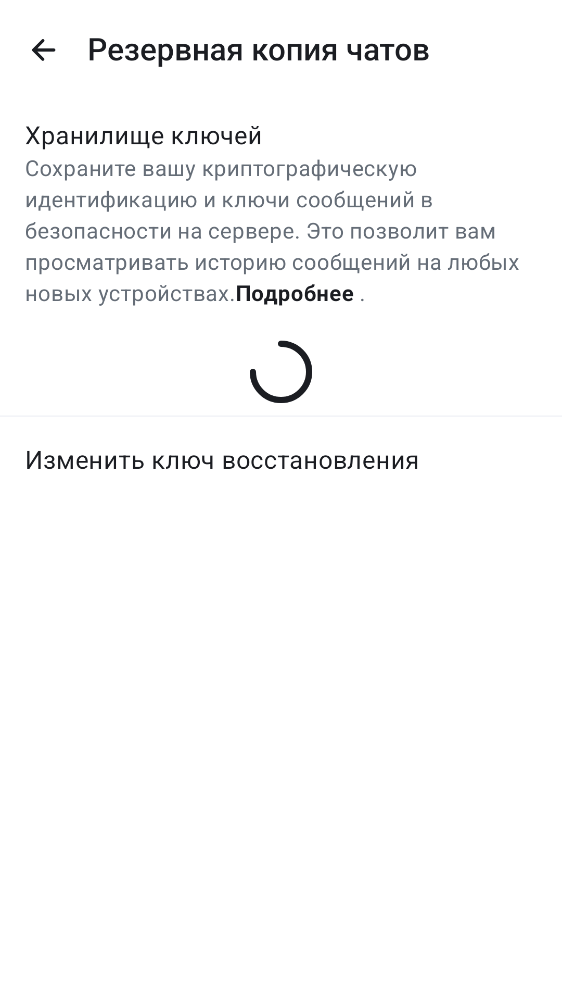 Резервная копия чатов
Хранилище ключей
Сохраните вашу криптографическую
идентификацию и ключи сообщений в
безопасности на сервере. Это позволит вам
просматривать историю сообщений на любых
новых устройствах.Подробнее .
Изменить ключ восстановления